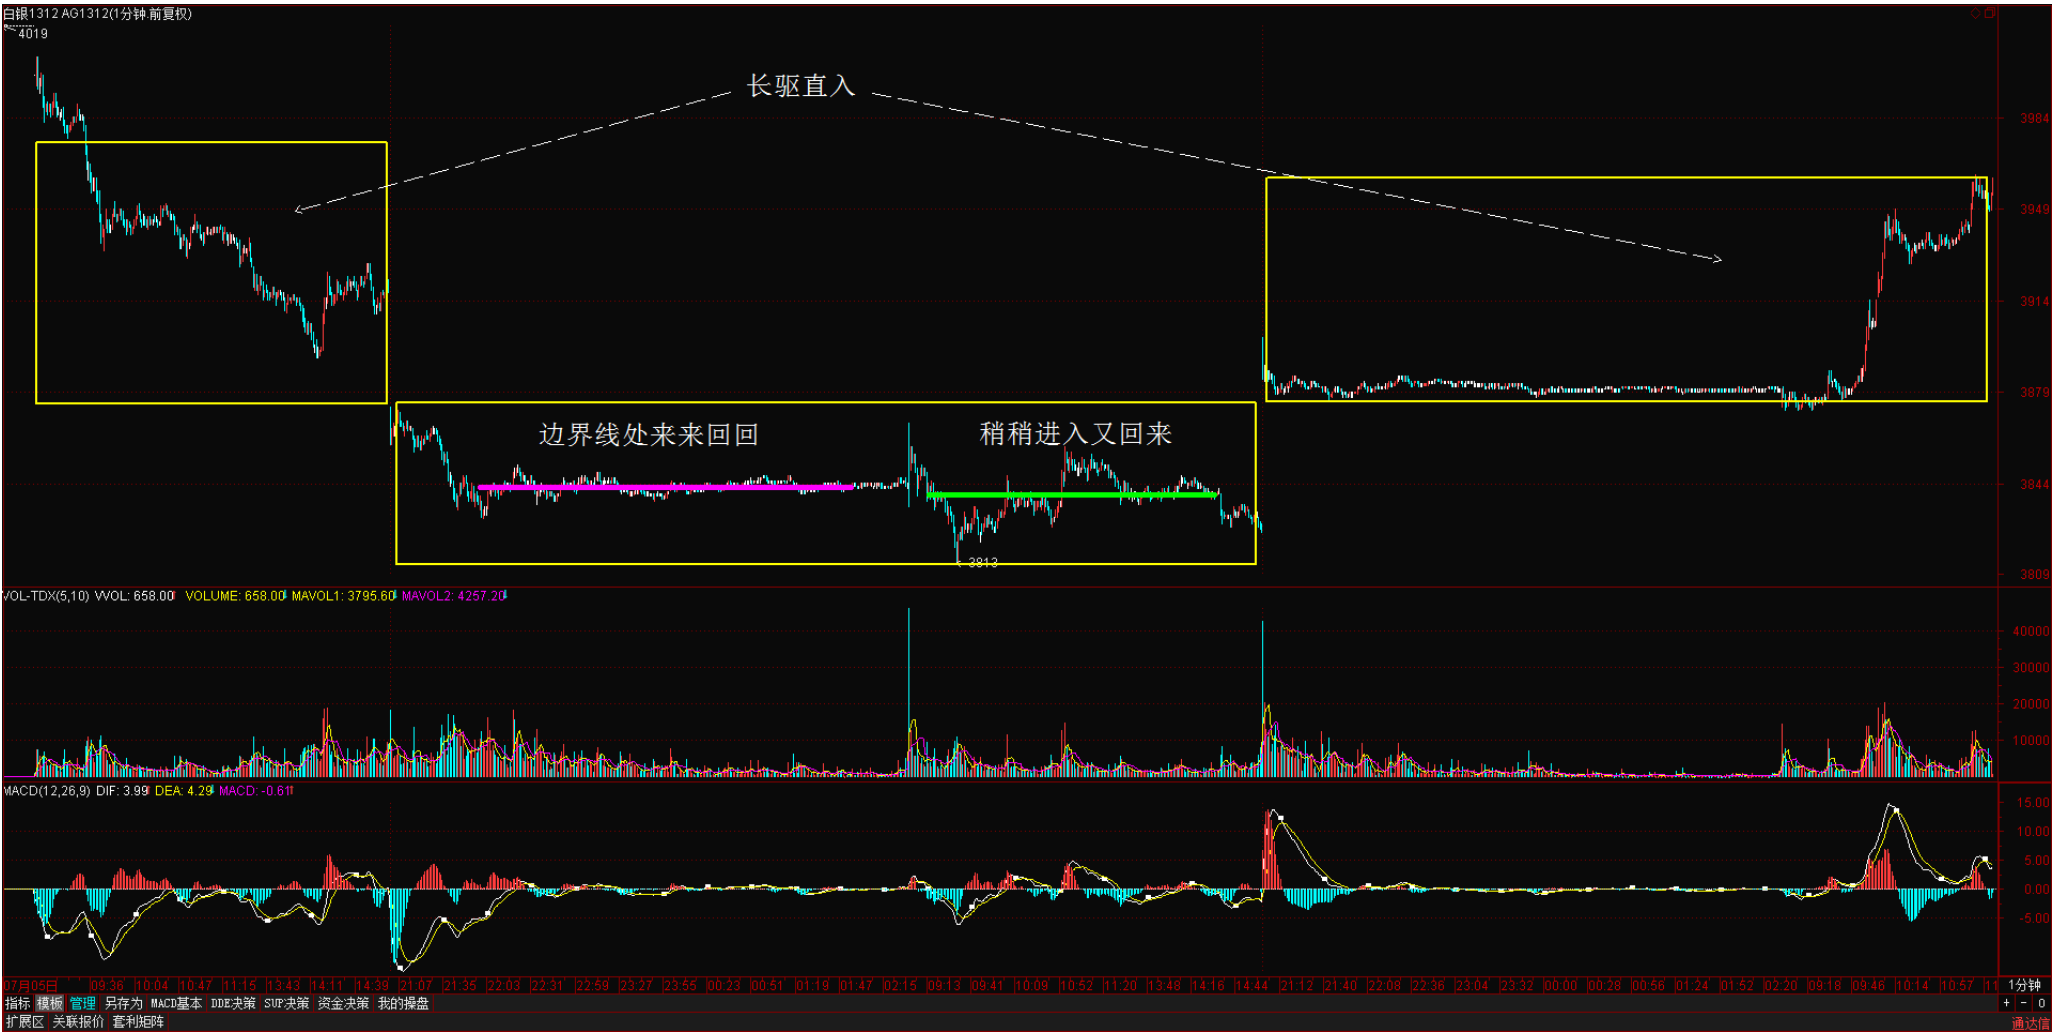 白银1312 AG1312(1分钟.前复权)
4019
长驱直入
3984
3949
3914
3879
边界线处来来回回
稍稍进入又回来
3844
3813
3809
VOL-TDX(5,10) VVOL: 658.00 VOLUME: 658.00 MAVOL1: 3795.60 MAVOL2: 4257.20
40000
30000
20000
10000
MACD(12,26,9) DIF: 3.99 DEA: 4.29 MACD: -0.61
15.00
10.00
5.00
0.00
-5.00
07月05日 09:36 10:04 10:47 11:15 13:43 14:11 14:39 21:07 21:35 22:03 22:31 22:59 23:27 23:55 00:23 00:51 01:19 01:47 02:15 09:13 09:41 10:09 10:52 11:20 13:48 14:16 14:44 21:12 21:40 22:08 22:36 23:04 23:32 00:00 00:28 00:56 01:24 01:52 02:20 09:18 09:46 10:14 10:57 11 1分钟
指标 模板 管理 另存为 MACD基本 DDE决策 SUP决策 资金决策 我的操盘 + - 0
扩展区 关联报价 套利矩阵 通达信